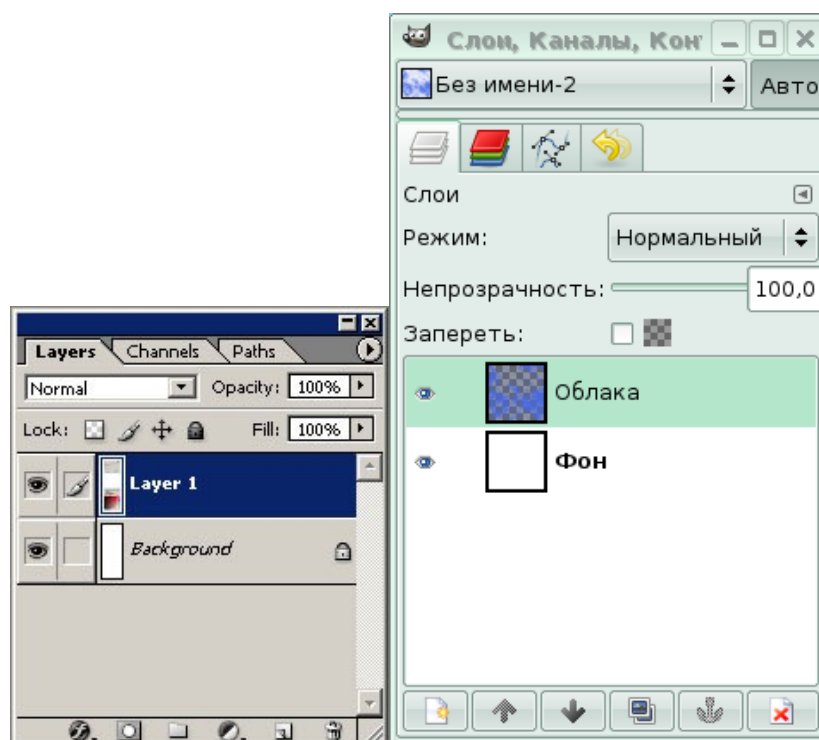 Layers Channels Paths
Normal Opacity: 100%
Lock: Fill: 100%
Layer 1
Background
Слои, Каналы, Кон
Без имени-2 Авто
Слои
Режим: Нормальный
Непрозрачность: 100,0
Запереть:
Облака
Фон